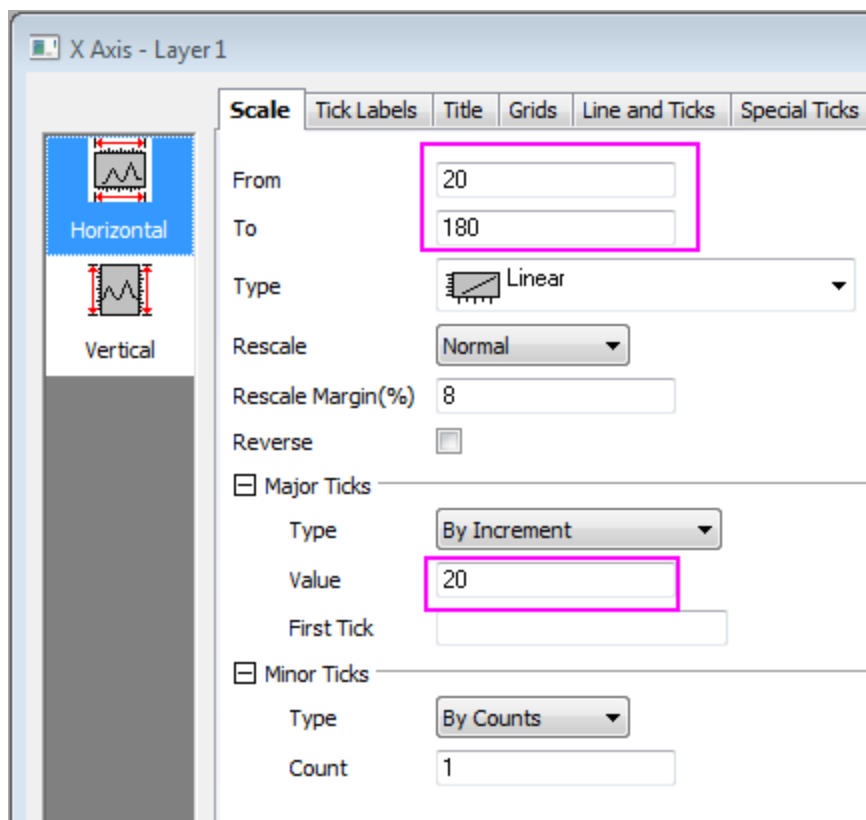 X Axis - Layer 1
Scale Tick Labels Title Grids Line and Ticks Special Ticks
Horizontal
Vertical
From 20
To 180
Type Linear
Rescale Normal
Rescale Margin(%) 8
Reverse
Major Ticks
Type By Increment
Value 20
First Tick
Minor Ticks
Type By Counts
Count 1